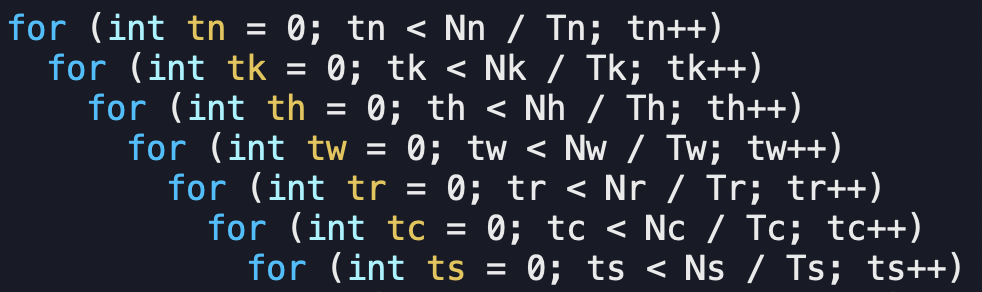 for (int tn = 0; tn < Nn / Tn; tn++)
for (int tk = 0; tk < Nk / Tk; tk++)
for (int th = 0; th < Nh / Th; th++)
for (int tw = 0; tw < Nw / Tw; tw++)
for (int tr = 0; tr < Nr / Tr; tr++)
for (int tc = 0; tc < Nc / Tc; tc++)
for (int ts = 0; ts < Ns / Ts; ts++)